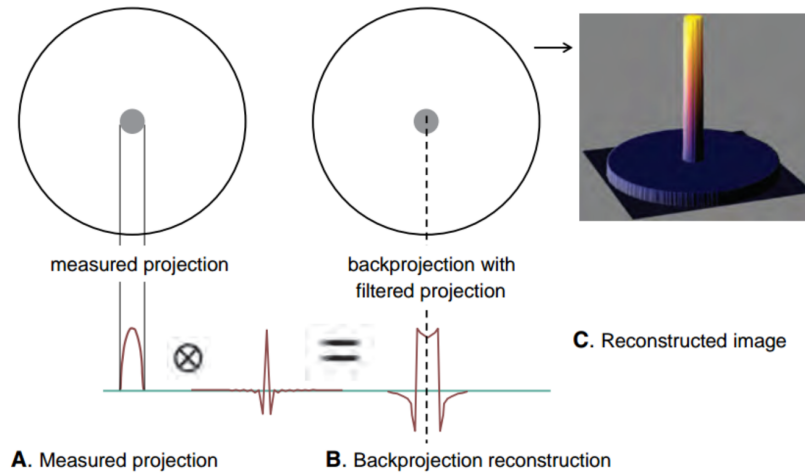 measured projection
backprojection with
filtered projection
C. Reconstructed image
A. Measured projection
B. Backprojection reconstruction